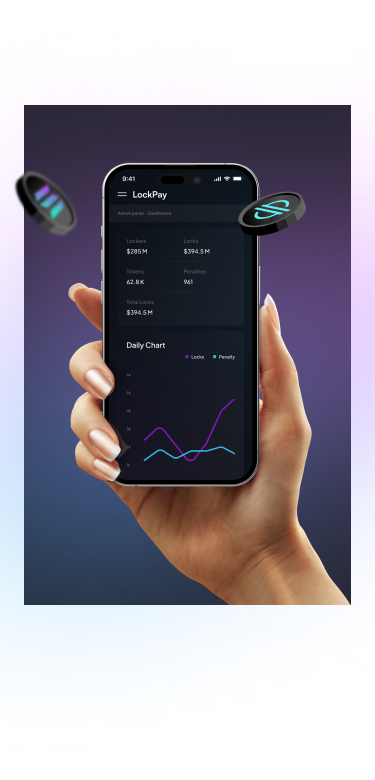 9:41
LockPay
Admin panel - Dashboard
Lockers Locks
$285 M $394.5 M
Tokens Penalties
62.8 K 961
Total Locks
$394.5 M
Daily Chart
Locks Penalty
6k
5k
4k
3k
2k
1k